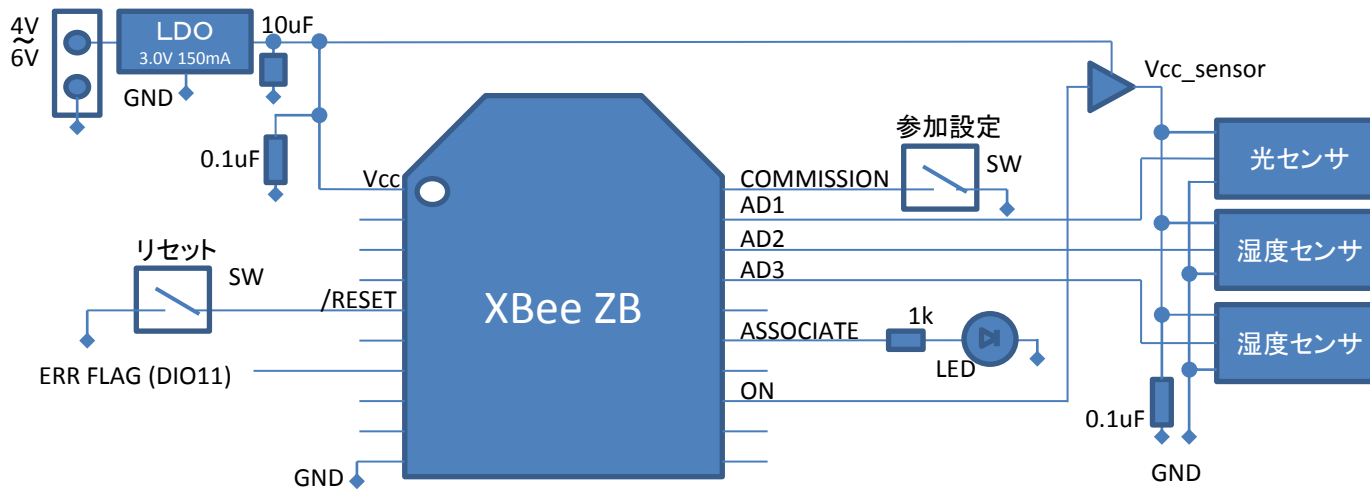 4V
~
6V
LDO
3.0V 150mA
10uF
GND
0.1uF
Vcc
リセット
SW
/RESET
ERR FLAG (DIO11)
GND
XBee ZB
COMMISSION
参加設定
SW
AD1
AD2
AD3
ASSOCIATE
1k
LED
ON
Vcc_sensor
光センサ
湿度センサ
湿度センサ
0.1uF
GND